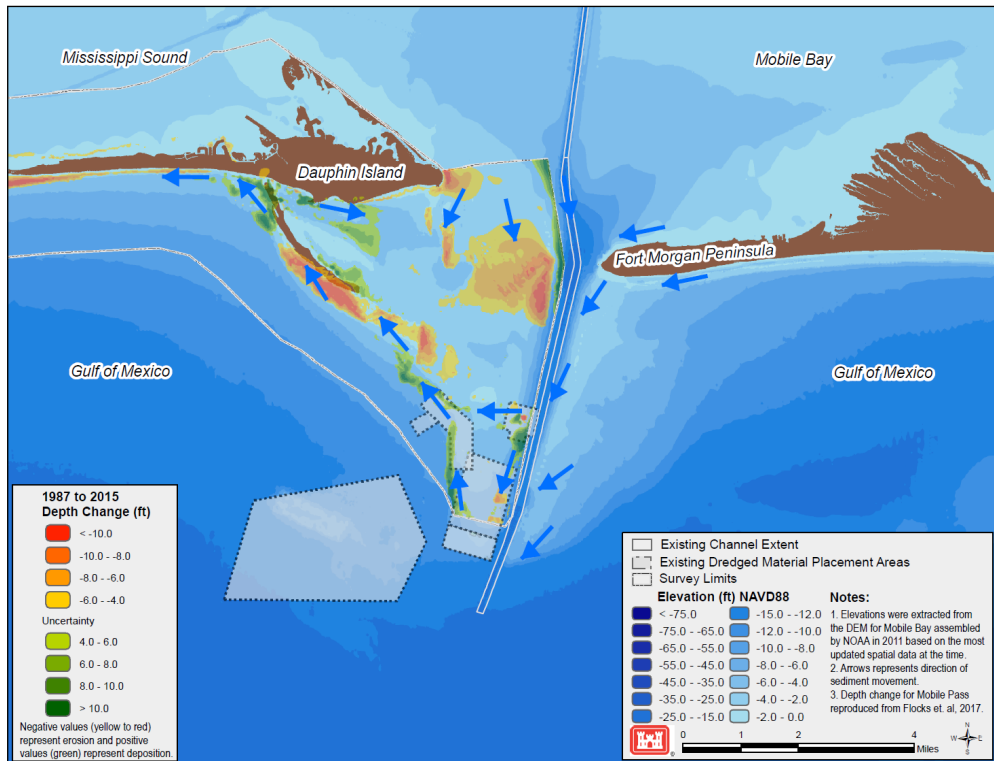 Mississippi Sound
Mobile Bay
Dauphin Island
Fort Morgan Peninsula
Gulf of Mexico
Gulf of Mexico
1987 to 2015
Depth Change (ft)
< -10.0
-10.0 - -8.0
-8.0 - -6.0
-6.0 - -4.0
Uncertainty
4.0 - 6.0
6.0 - 8.0
8.0 - 10.0
> 10.0
Negative values (yellow to red)
represent erosion and positive
values (green) represent deposition.
Existing Channel Extent
Existing Dredged Material Placement Areas
Survey Limits
Elevation (ft) NAVD88
< -75.0
-75.0 - -65.0
-65.0 - -55.0
-55.0 - -45.0
-45.0 - -35.0
-35.0 - -25.0
-25.0 - -15.0
-15.0 - -12.0
-12.0 - -10.0
-10.0 - -8.0
-8.0 - -6.0
-6.0 - -4.0
-4.0 - -2.0
-2.0 - 0.0
Notes:
1. Elevations were extracted from
the DEM for Mobile Bay assembled
by NOAA in 2011 based on the most
updated spatial data at the time.
2. Arrows represents direction of
sediment movement.
3. Depth change for Mobile Pass
reproduced from Flocks et. al, 2017.
N
W E
S
®
0 1 2 4
Miles